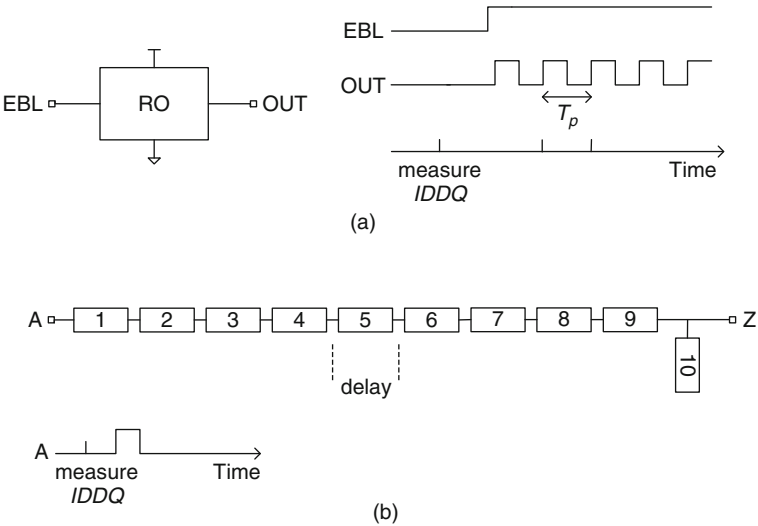 EBL
RO
OUT
EBL
OUT
Tp
measure
IDDQ
Time
(a)
A
1
2
3
4
5
6
7
8
9
Z
10
delay
A
measure
IDDQ
Time
(b)